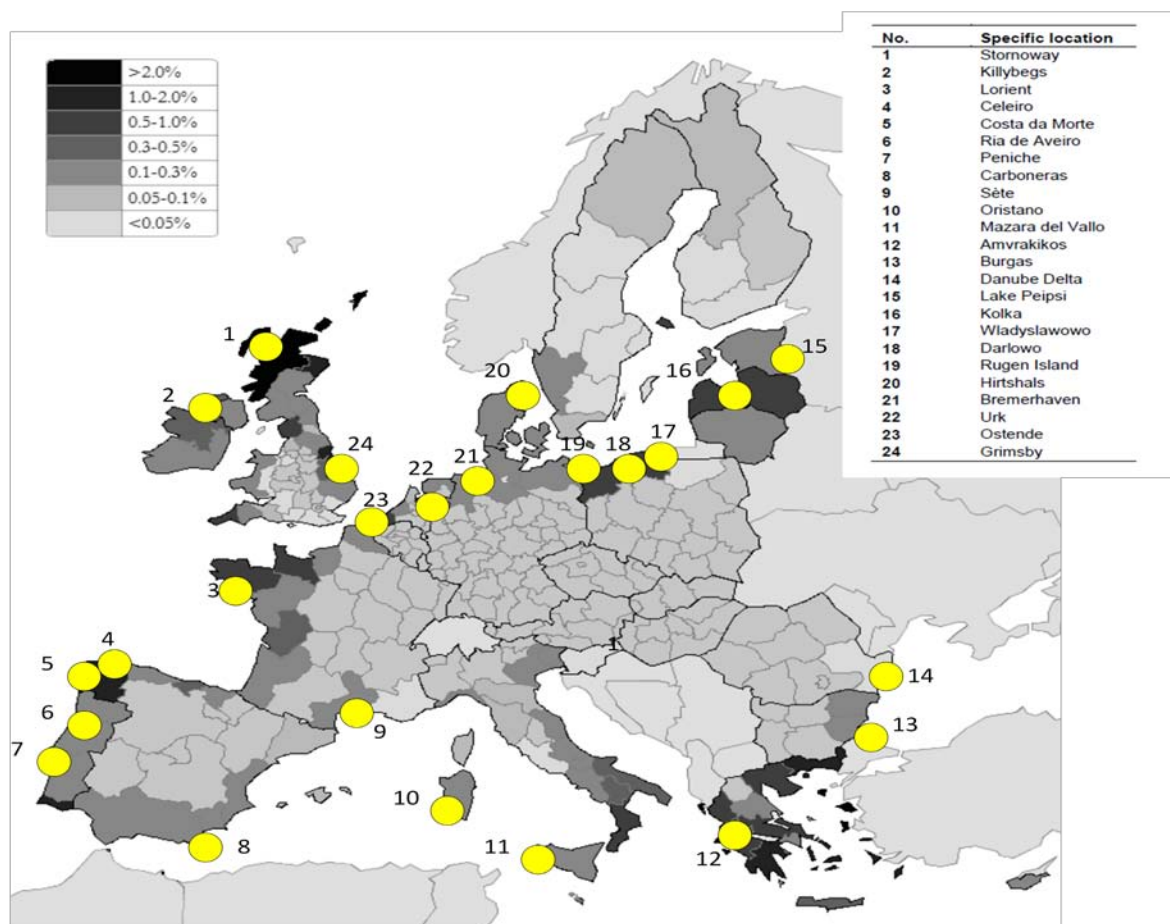 >2.0%
1.0-2.0%
0.5-1.0%
0.3-0.5%
0.1-0.3%
0.05-0.1%
<0.05%
No. Specific location
1 Stornoway
2 Killybegs
3 Lorient
4 Celeiro
5 Costa da Morte
6 Ria de Aveiro
7 Peniche
8 Carboneras
9 Sète
10 Oristano
11 Mazara del Vallo
12 Amvrakikos
13 Burgas
14 Danube Delta
15 Lake Peipsi
16 Kolka
17 Wladyslawowo
18 Darlowo
19 Rugen Island
20 Hirtshals
21 Bremerhaven
22 Urk
23 Ostende
24 Grimsby
1
2
20
16
15
24
22
21
19
18
17
23
3
4
5
6
7
8
9
10
11
12
13
14
1